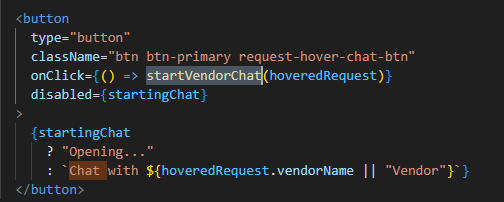 <button
type="button"
className="btn btn-primary request-hover-chat-btn"
onClick={() => startVendorChat(hoveredRequest)}
disabled={startingChat}
>
{startingChat
? "Opening..."
: `Chat with ${hoveredRequest.vendorName || "Vendor"}`}
</button>